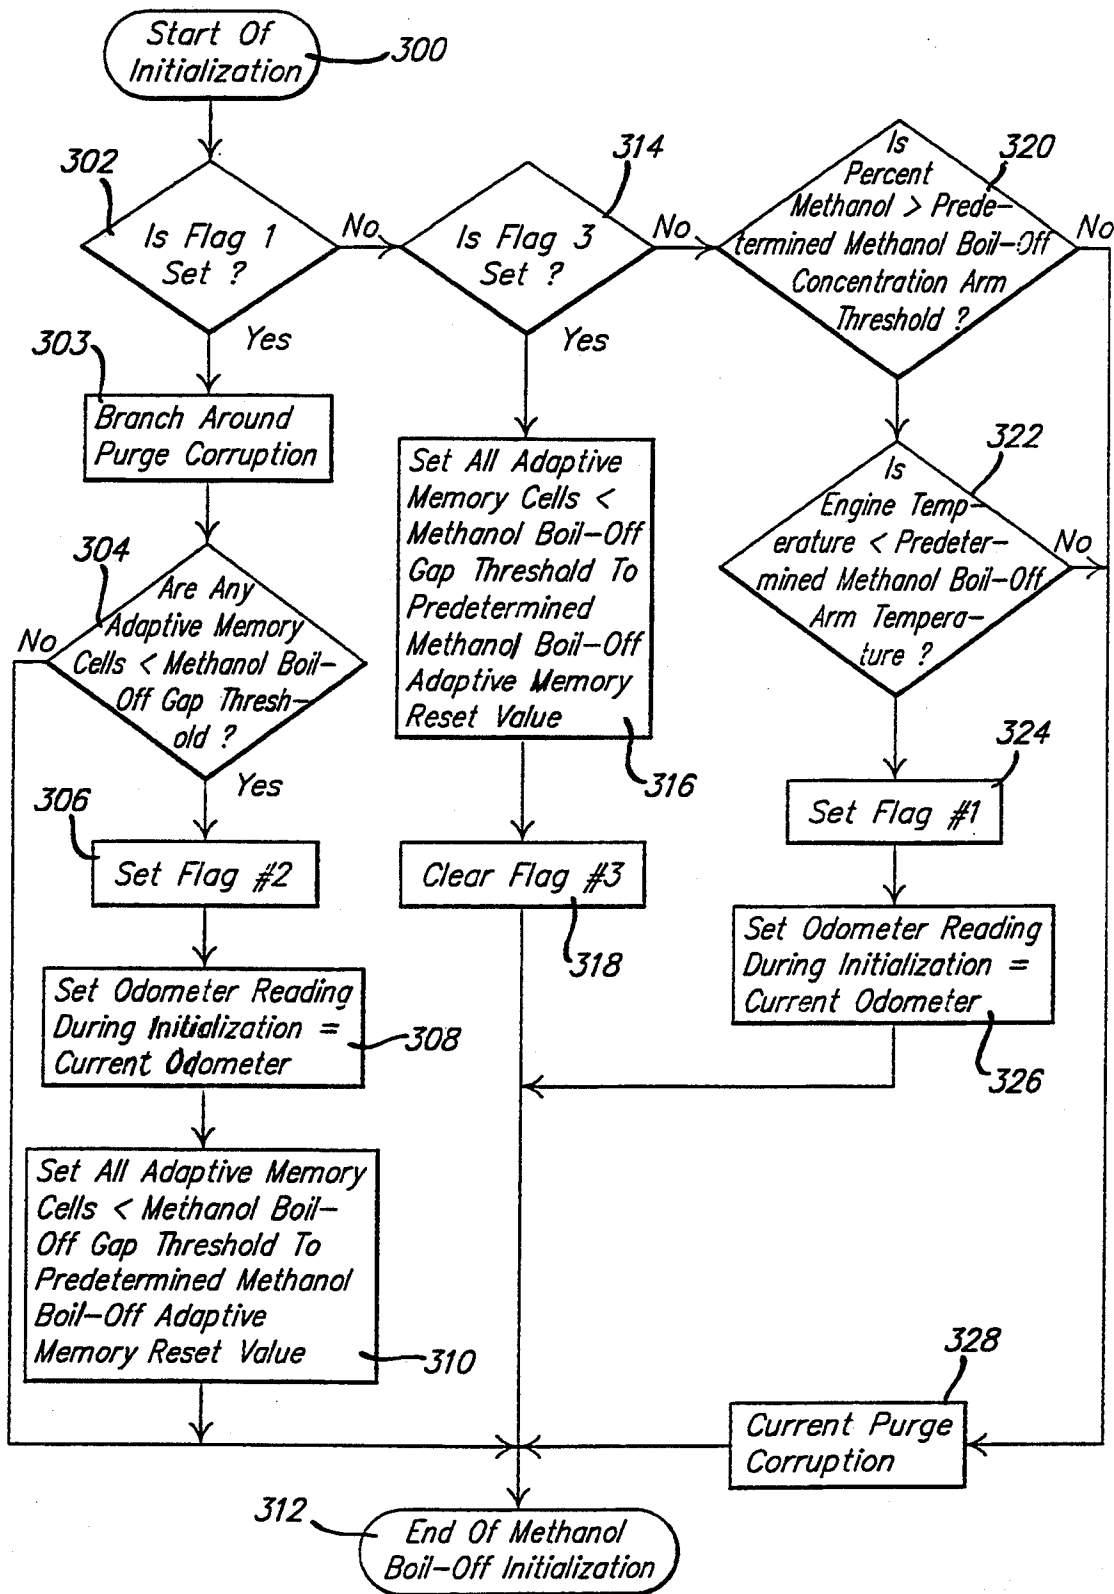 Start Of
Initialization
300
302
Is Flag 1
Set ?
No
Yes
314
Is Flag 3
Set ?
No
Yes
320
Is
Percent
Methanol > Prede-
termined Methanol Boil-Off
Concentration Arm
Threshold ?
No
303
Branch Around
Purge Corruption
304
Are Any
Adaptive Memory
Cells < Methanol Boil-
Off Gap Thresh-
old ?
No
Yes
Set All Adaptive
Memory Cells <
Methanol Boil-Off
Gap Threshold To
Predetermined
Methanol Boil-Off
Adaptive Memory
Reset Value
316
322
Is
Engine Temp-
erature < Predeter-
mined Methanol Boil-Off
Arm Tempera-
ture ?
No
306
Set Flag #2
Clear Flag #3
318
324
Set Flag #1
Set Odometer Reading
During Initialization =
Current Odometer
308
Set Odometer Reading
During Initialization =
Current Odometer
326
Set All Adaptive Memory
Cells < Methanol Boil-
Off Gap Threshold To
Predetermined Methanol
Boil-Off Adaptive
Memory Reset Value
310
328
Current Purge
Corruption
312
End Of Methanol
Boil-Off Initialization